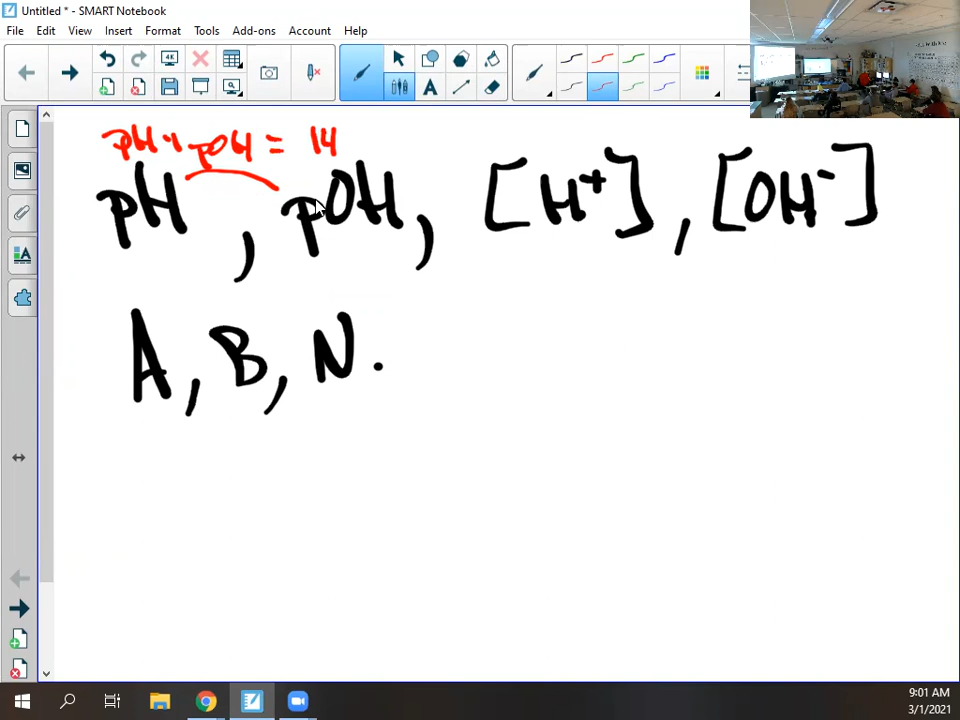 Untitled * - SMART Notebook
File Edit View Insert Format Tools Add-ons Account Help
pH + pOH = 14
pH, pOH, [H+], [OH-]
A, B, N.
9:01 AM
3/1/2021